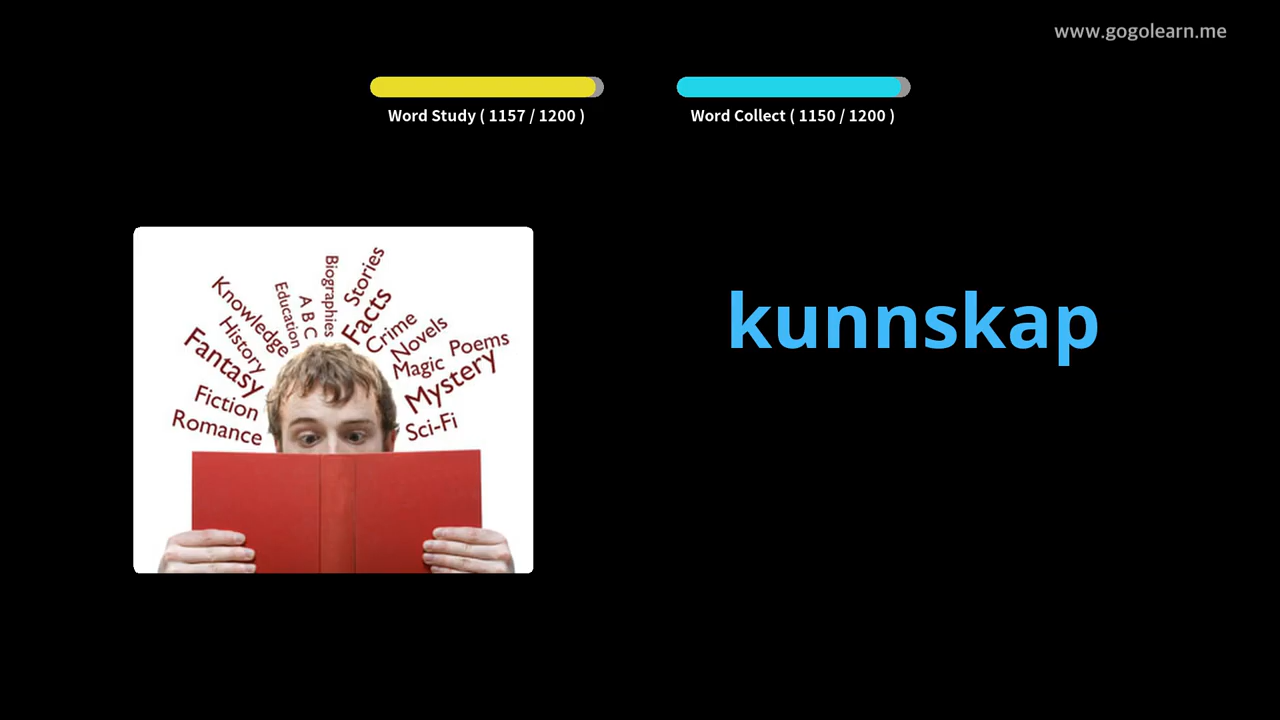 www.gogolearn.me
Word Study ( 1157 / 1200 )
Word Collect ( 1150 / 1200 )
kunnskap
Biographies
Stories
Education
A B C
Facts
Knowledge
Crime
History
Novels
Fantasy
Magic
Poems
Mystery
Fiction
Romance
Sci-Fi